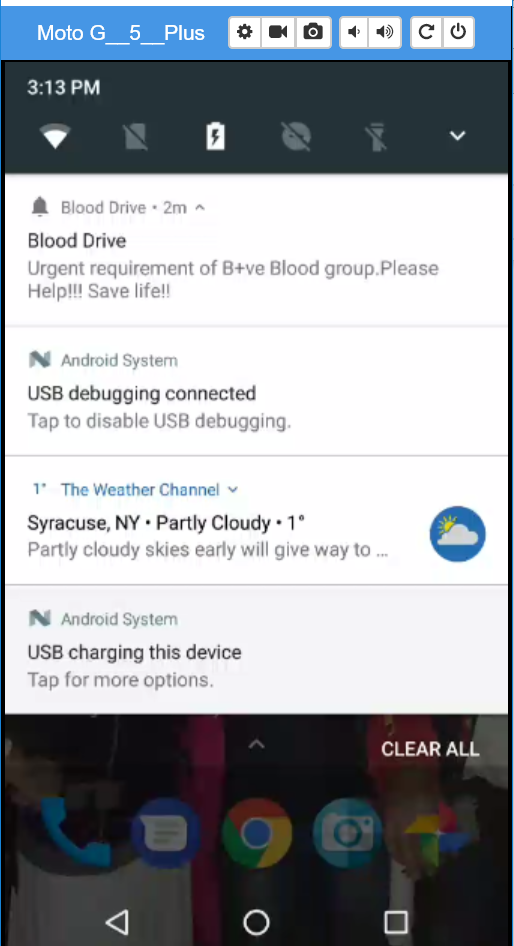 Moto G__5__Plus
3:13 PM
Blood Drive • 2m
Blood Drive
Urgent requirement of B+ve Blood group.Please
Help!!! Save life!!
Android System
USB debugging connected
Tap to disable USB debugging.
1° The Weather Channel
Syracuse, NY • Partly Cloudy • 1°
Partly cloudy skies early will give way to ...
Android System
USB charging this device
Tap for more options.
CLEAR ALL